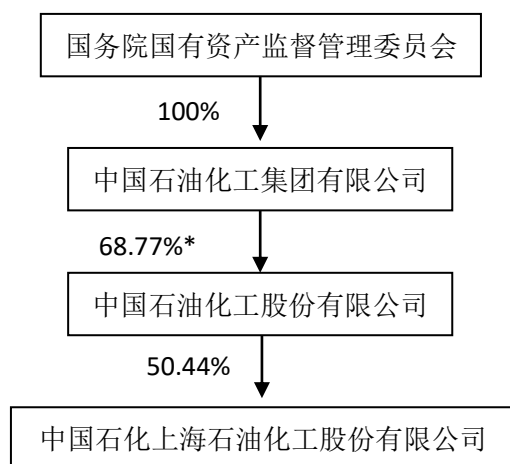 国务院国有资产监督管理委员会
100%
中国石油化工集团有限公司
68.77%*
中国石油化工股份有限公司
50.44%
中国石化上海石油化工股份有限公司